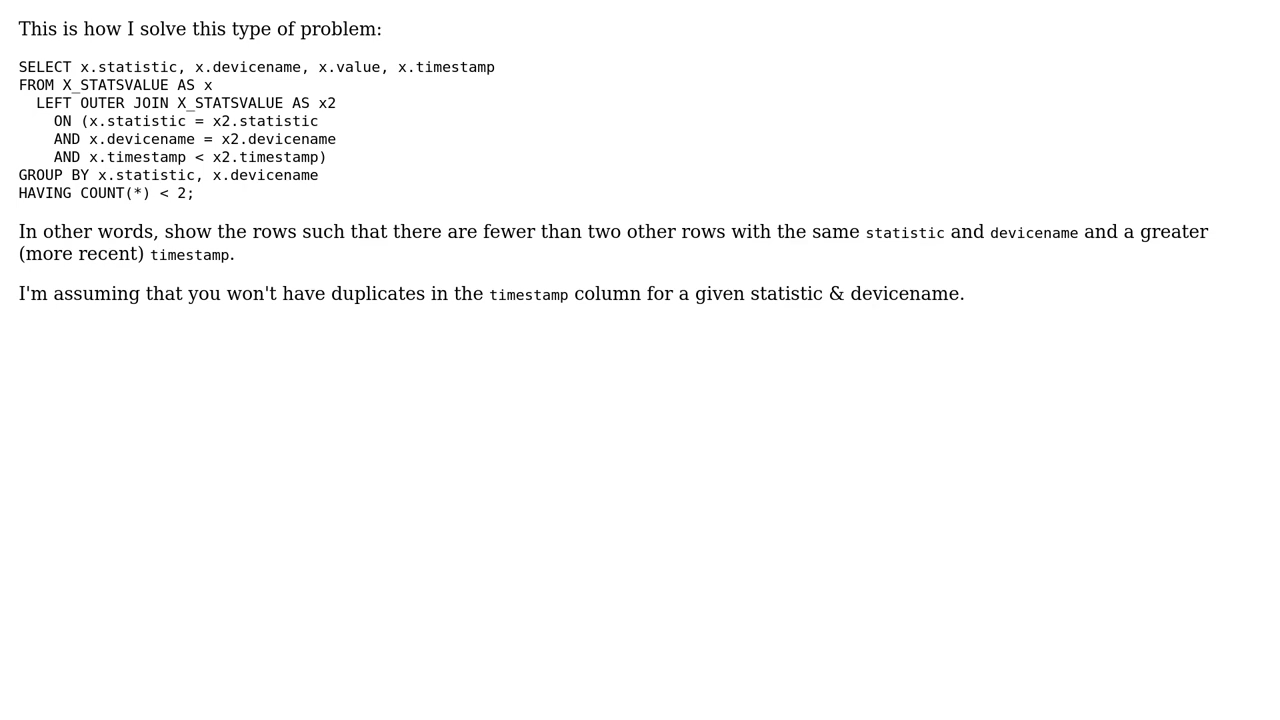 This is how I solve this type of problem:
SELECT x.statistic, x.devicename, x.value, x.timestamp
FROM X_STATSVALUE AS x
  LEFT OUTER JOIN X_STATSVALUE AS x2
    ON (x.statistic = x2.statistic
    AND x.devicename = x2.devicename
    AND x.timestamp < x2.timestamp)
GROUP BY x.statistic, x.devicename
HAVING COUNT(*) < 2;
In other words, show the rows such that there are fewer than two other rows with the same statistic and devicename and a greater
(more recent) timestamp.
I'm assuming that you won't have duplicates in the timestamp column for a given statistic & devicename.